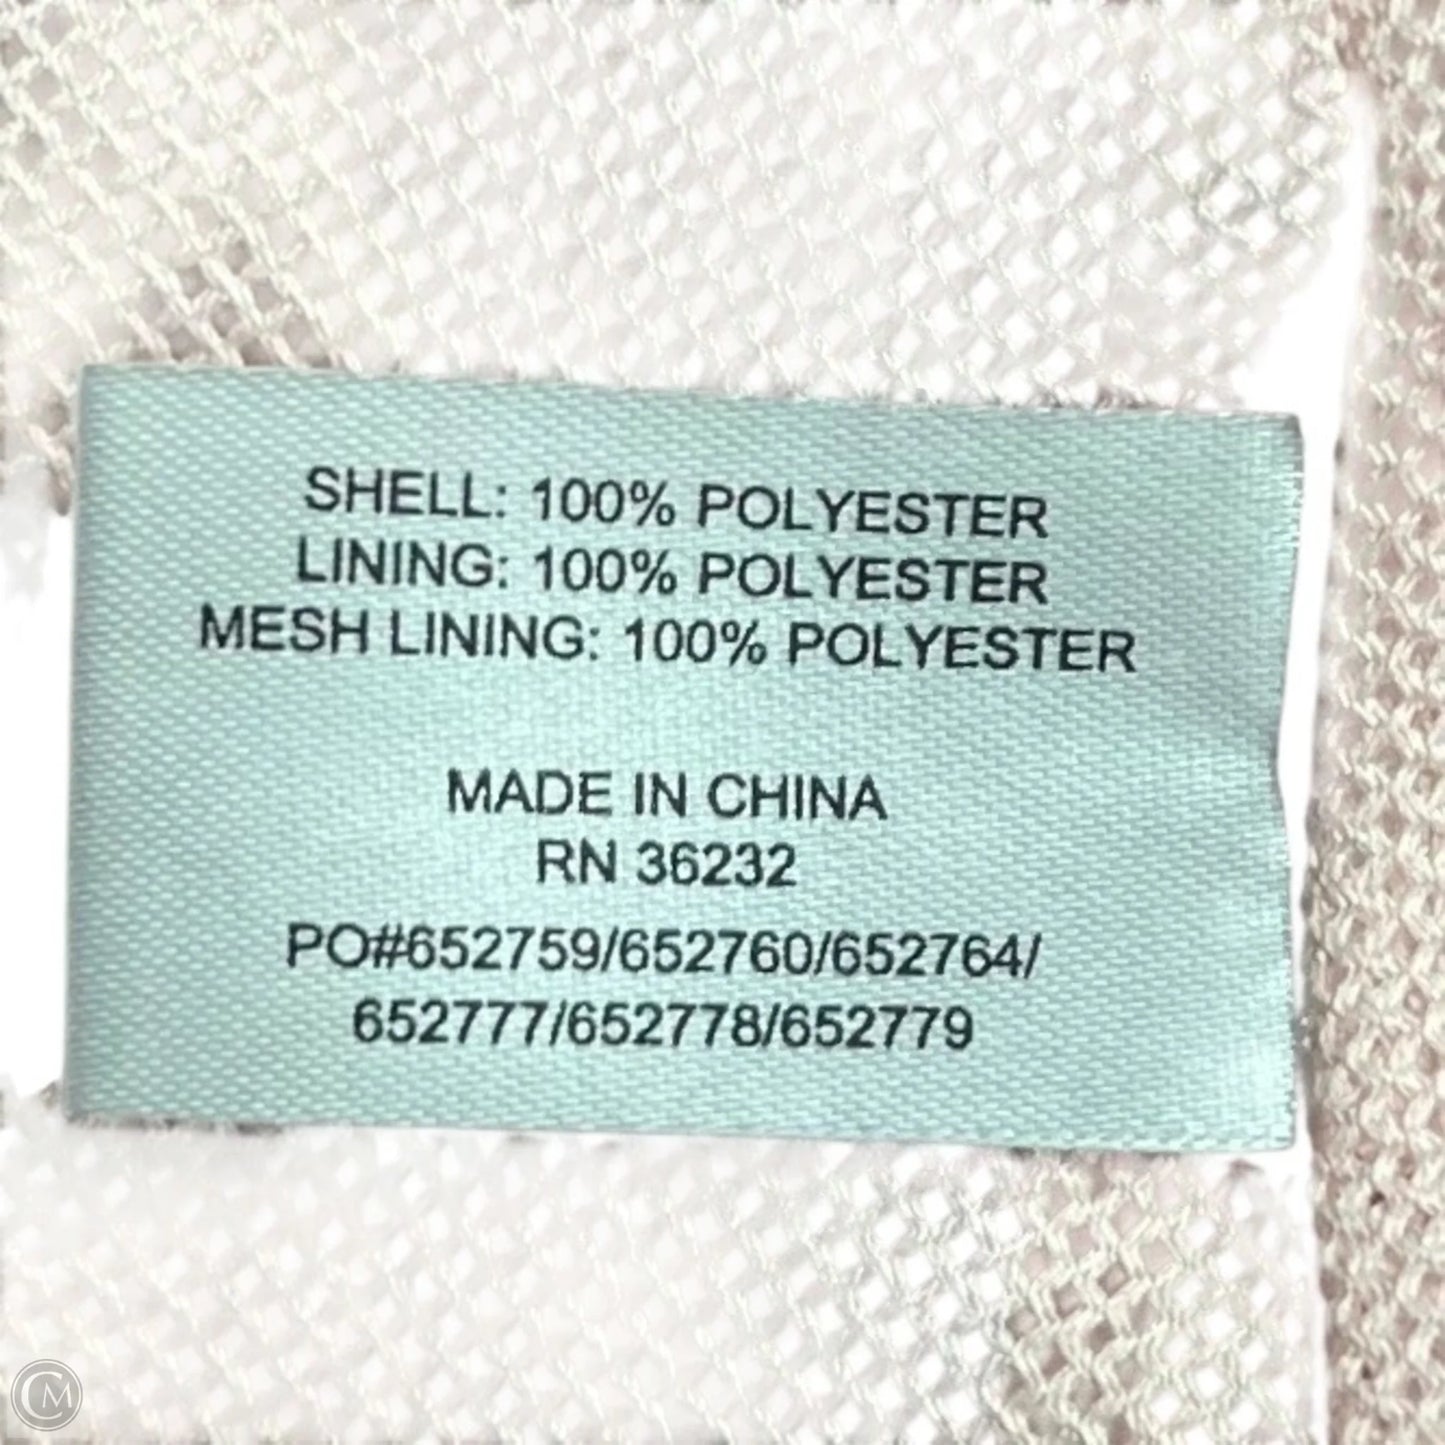 SHELL: 100% POLYESTER
LINING: 100% POLYESTER
MESH LINING: 100% POLYESTER
MADE IN CHINA
RN 36232
PO#652759/652760/652764/
652777/652778/652779
CM